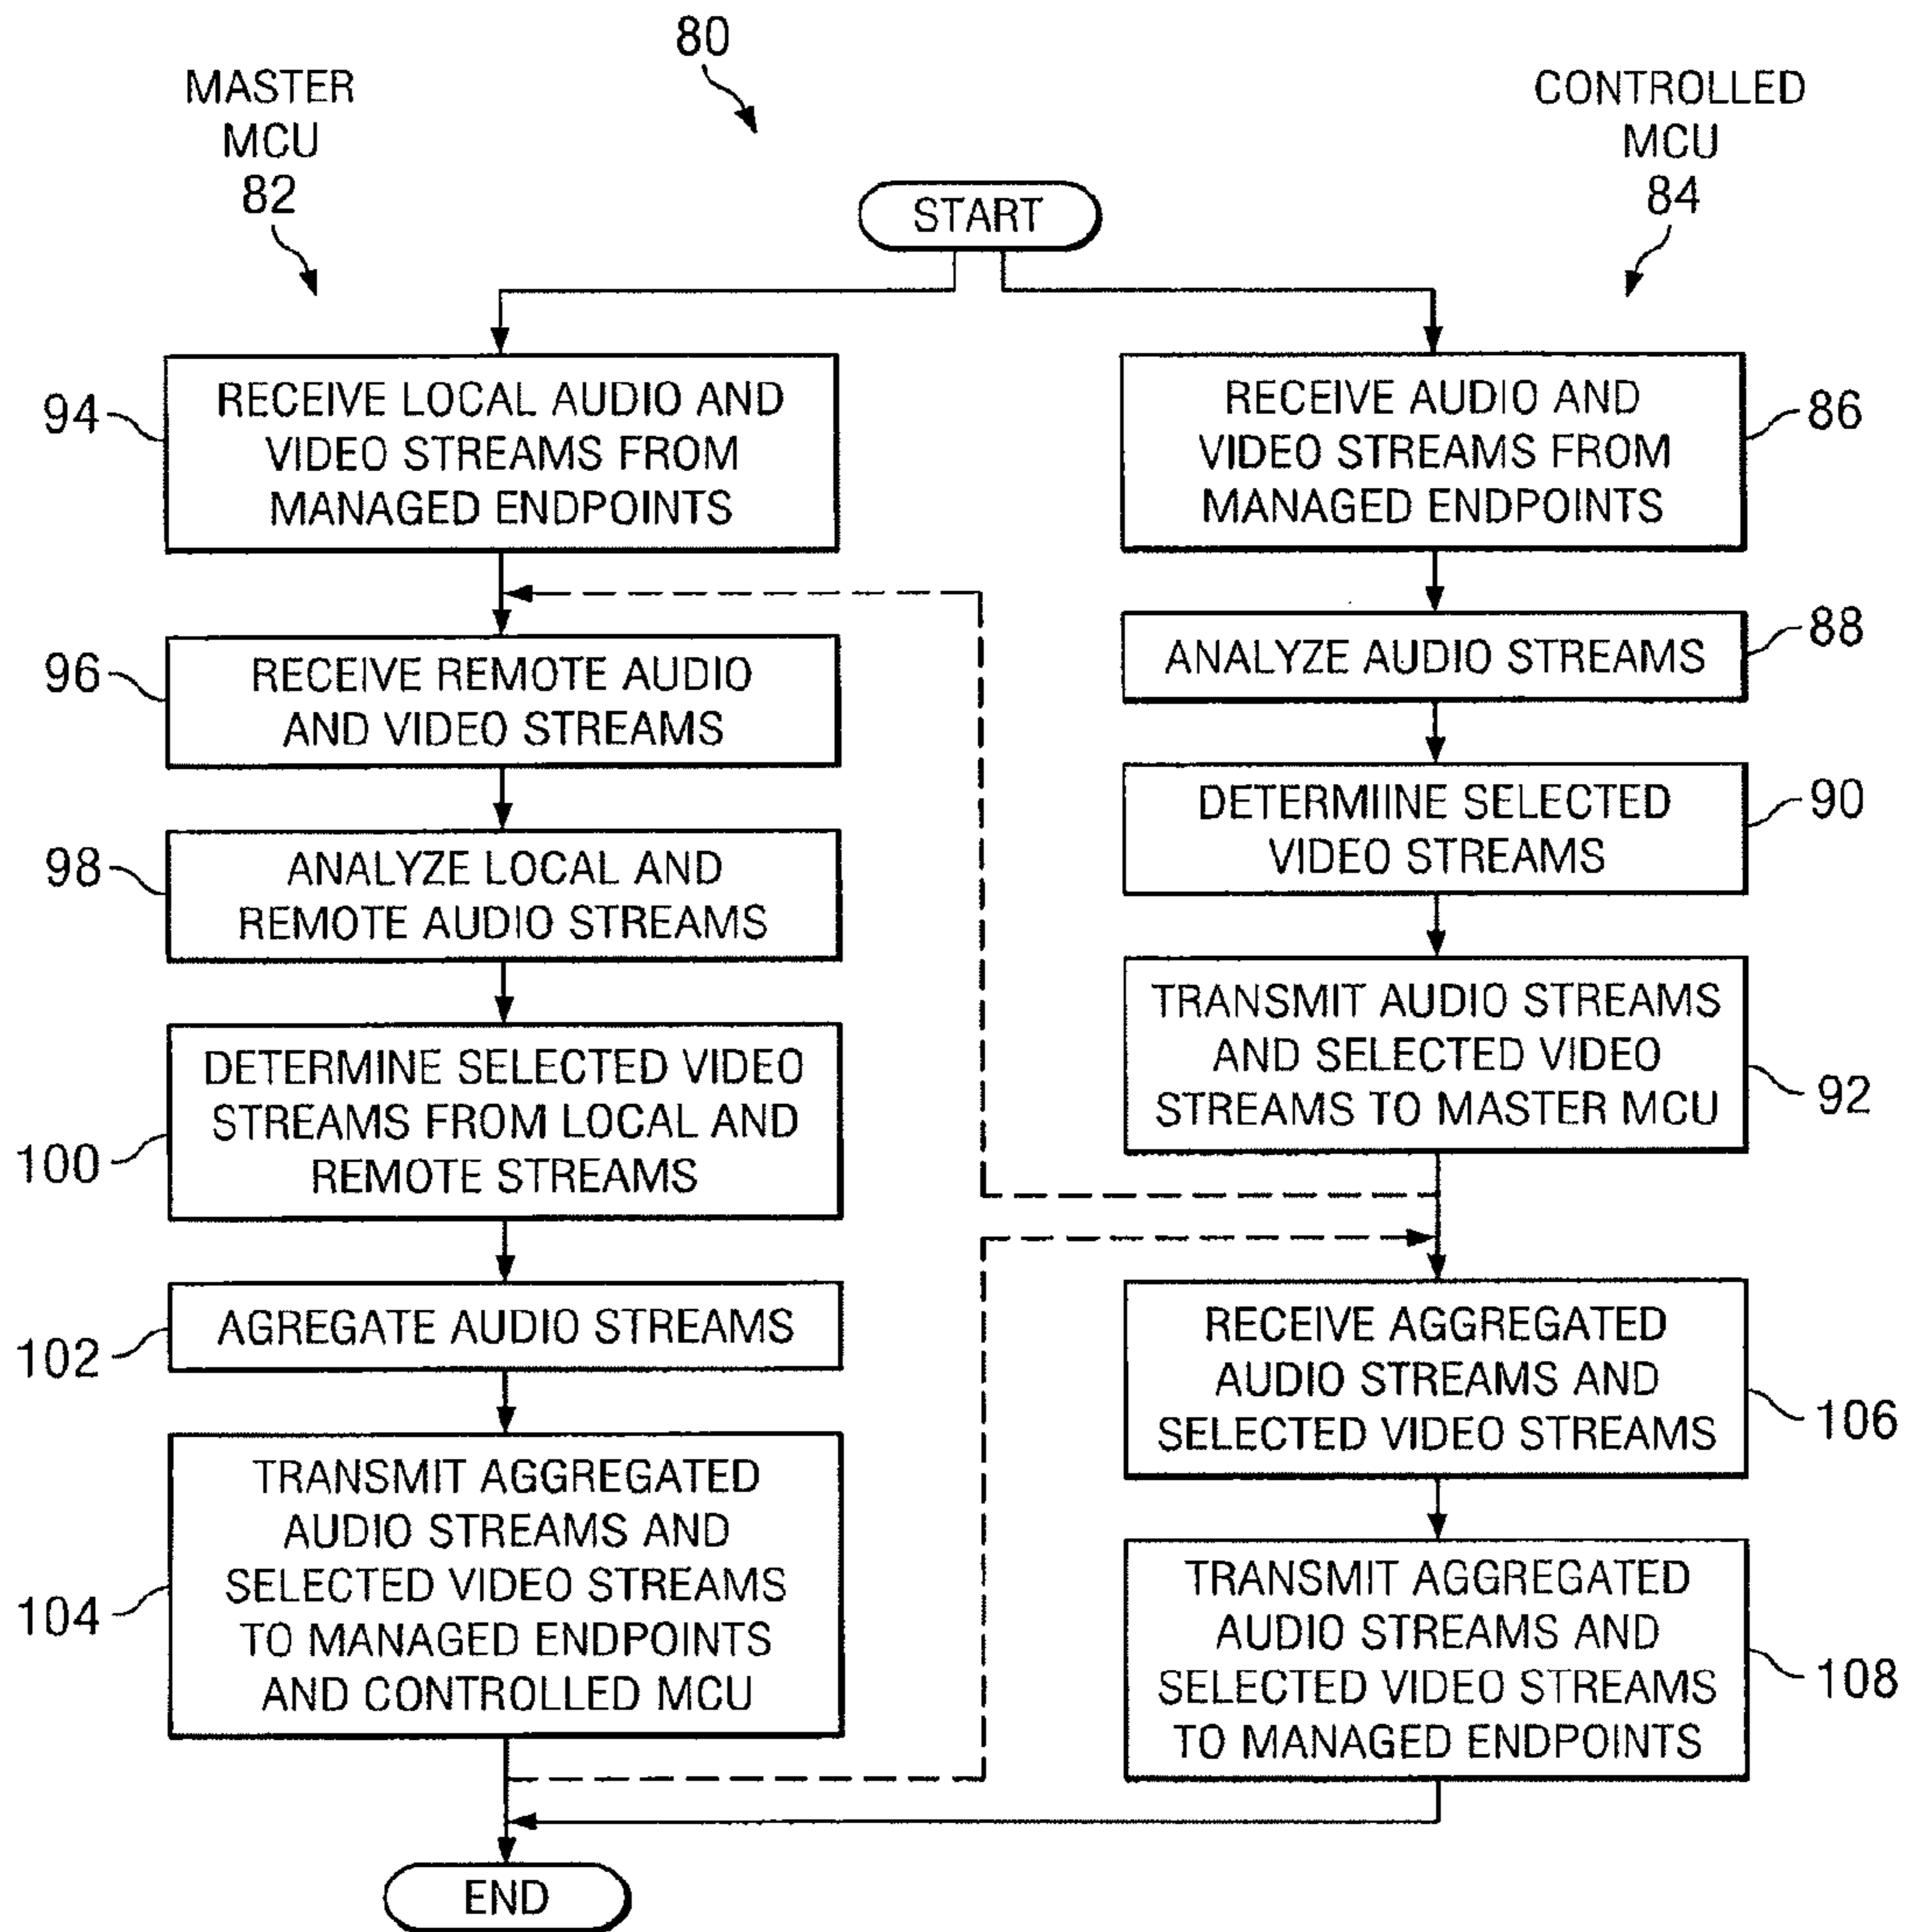 80
MASTER
MCU
82
CONTROLLED
MCU
84
START
94
RECEIVE LOCAL AUDIO AND
VIDEO STREAMS FROM
MANAGED ENDPOINTS
RECEIVE AUDIO AND
VIDEO STREAMS FROM
MANAGED ENDPOINTS
86
96
RECEIVE REMOTE AUDIO
AND VIDEO STREAMS
ANALYZE AUDIO STREAMS
88
98
ANALYZE LOCAL AND
REMOTE AUDIO STREAMS
DETERMIINE SELECTED
VIDEO STREAMS
90
100
DETERMINE SELECTED VIDEO
STREAMS FROM LOCAL AND
REMOTE STREAMS
TRANSMIT AUDIO STREAMS
AND SELECTED VIDEO
STREAMS TO MASTER MCU
92
102
AGREGATE AUDIO STREAMS
RECEIVE AGGREGATED
AUDIO STREAMS AND
SELECTED VIDEO STREAMS
106
104
TRANSMIT AGGREGATED
AUDIO STREAMS AND
SELECTED VIDEO STREAMS
TO MANAGED ENDPOINTS
AND CONTROLLED MCU
TRANSMIT AGGREGATED
AUDIO STREAMS AND
SELECTED VIDEO STREAMS
TO MANAGED ENDPOINTS
108
END